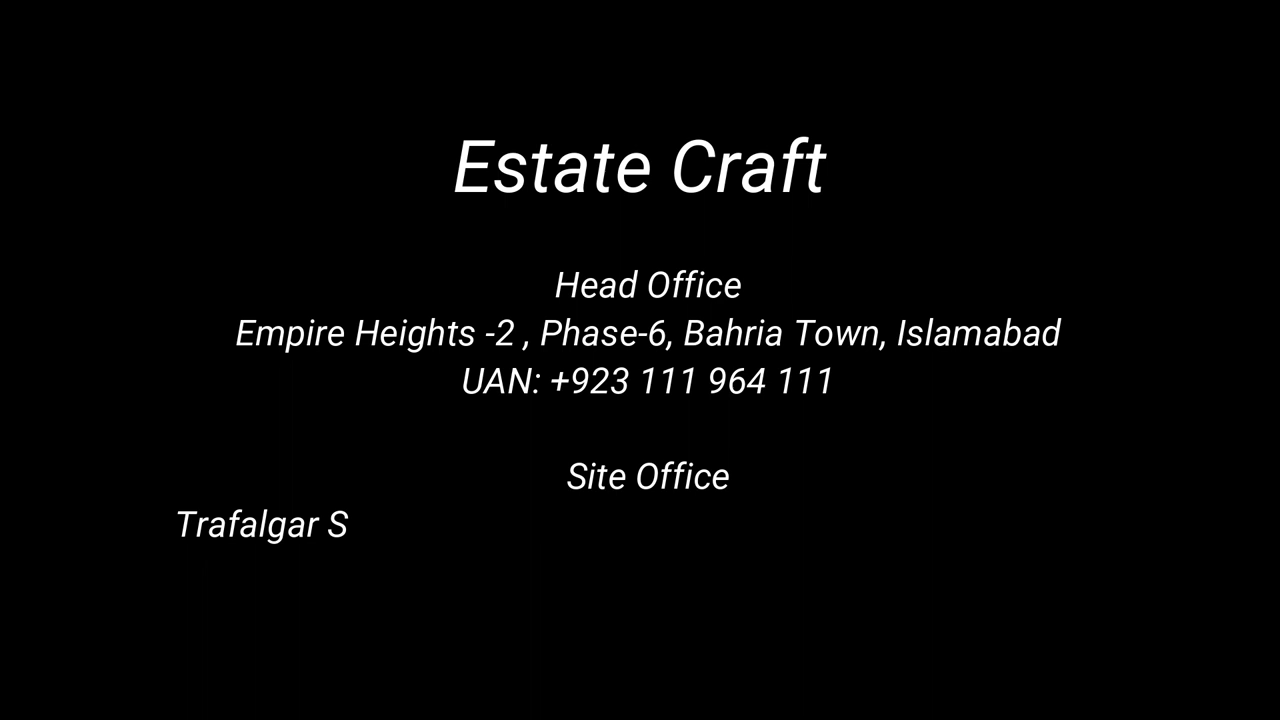 Estate Craft
Head Office
Empire Heights -2 , Phase-6, Bahria Town, Islamabad
UAN: +923 111 964 111
Site Office
Trafalgar S